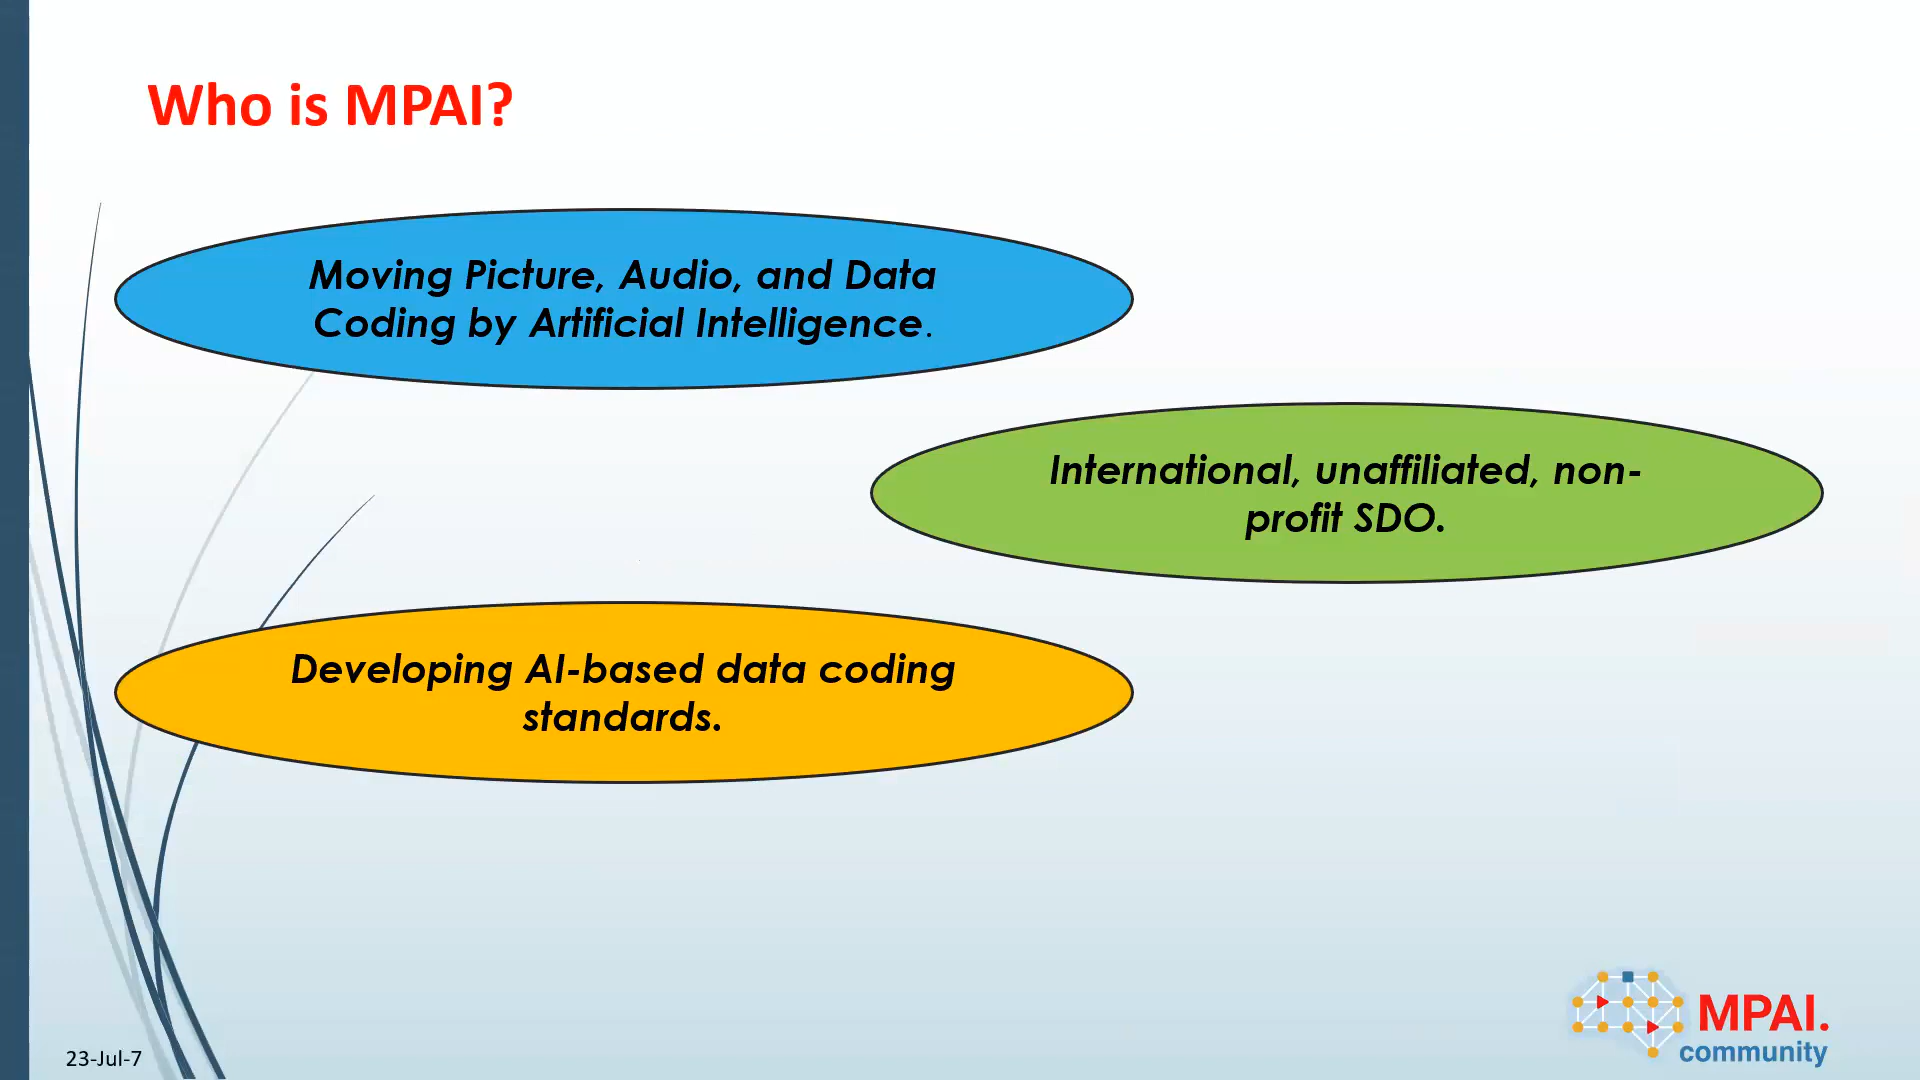 Who is MPAI?
Moving Picture, Audio, and Data
Coding by Artificial Intelligence.
International, unaffiliated, non-
profit SDO.
Developing AI-based data coding
standards.
23-Jul-7
MPAI.
community